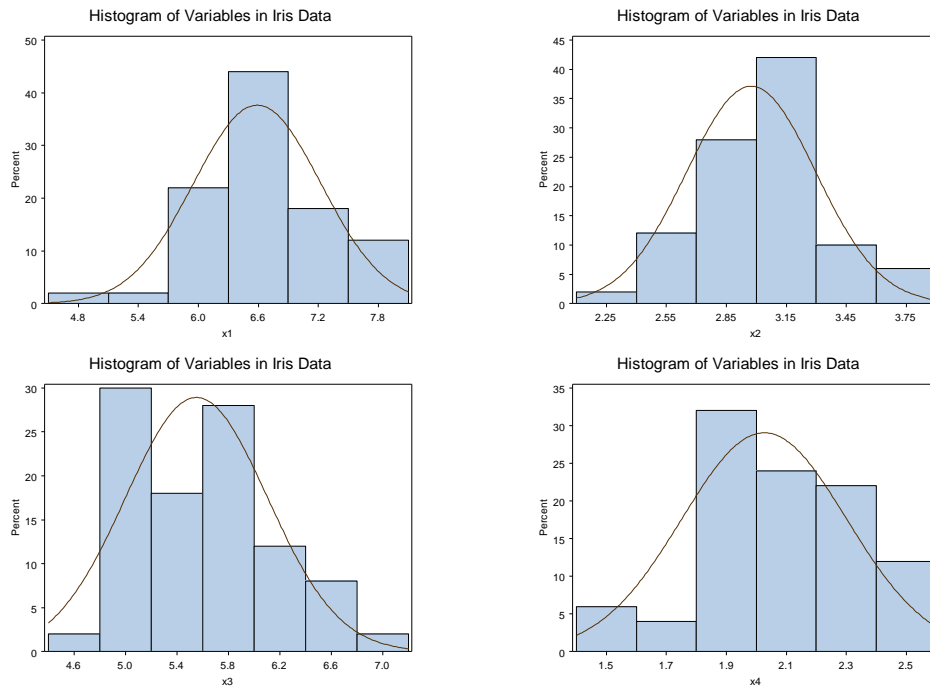 Histogram of Variables in Iris Data
50
40
30
20
10
0
Percent
4.8 5.4 6.0 6.6 7.2 7.8
x1
Histogram of Variables in Iris Data
45
40
35
30
25
20
15
10
5
0
Percent
2.25 2.55 2.85 3.15 3.45 3.75
x2
Histogram of Variables in Iris Data
30
25
20
15
10
5
0
Percent
4.6 5.0 5.4 5.8 6.2 6.6 7.0
x3
Histogram of Variables in Iris Data
35
30
25
20
15
10
5
0
Percent
1.5 1.7 1.9 2.1 2.3 2.5
x4